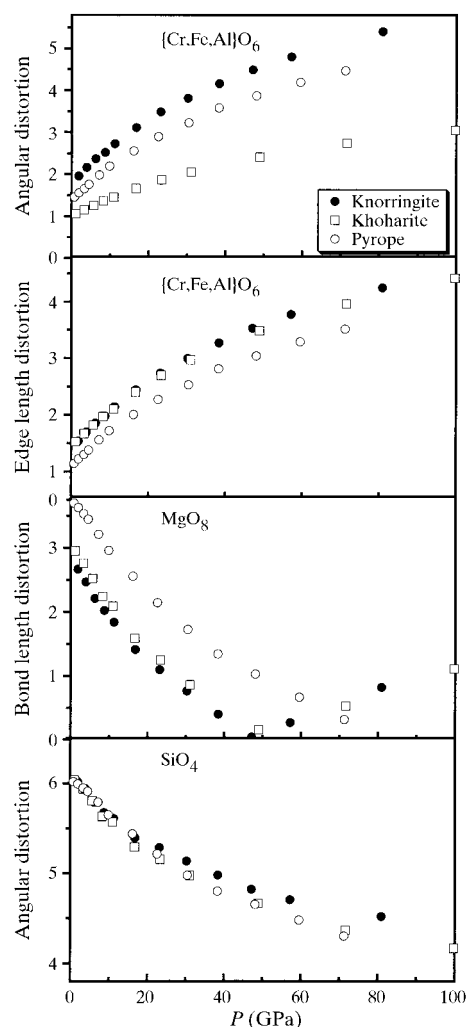 {Cr,Fe,Al}O6
Angular distortion
5
4
3
2
1
0
Knorringite
Khoharite
Pyrope
{Cr,Fe,Al}O6
Edge length distortion
4
3
2
1
0
MgO8
Bond length distortion
3
2
1
0
SiO4
Angular distortion
6
5
4
0 20 40 60 80 100
P (GPa)